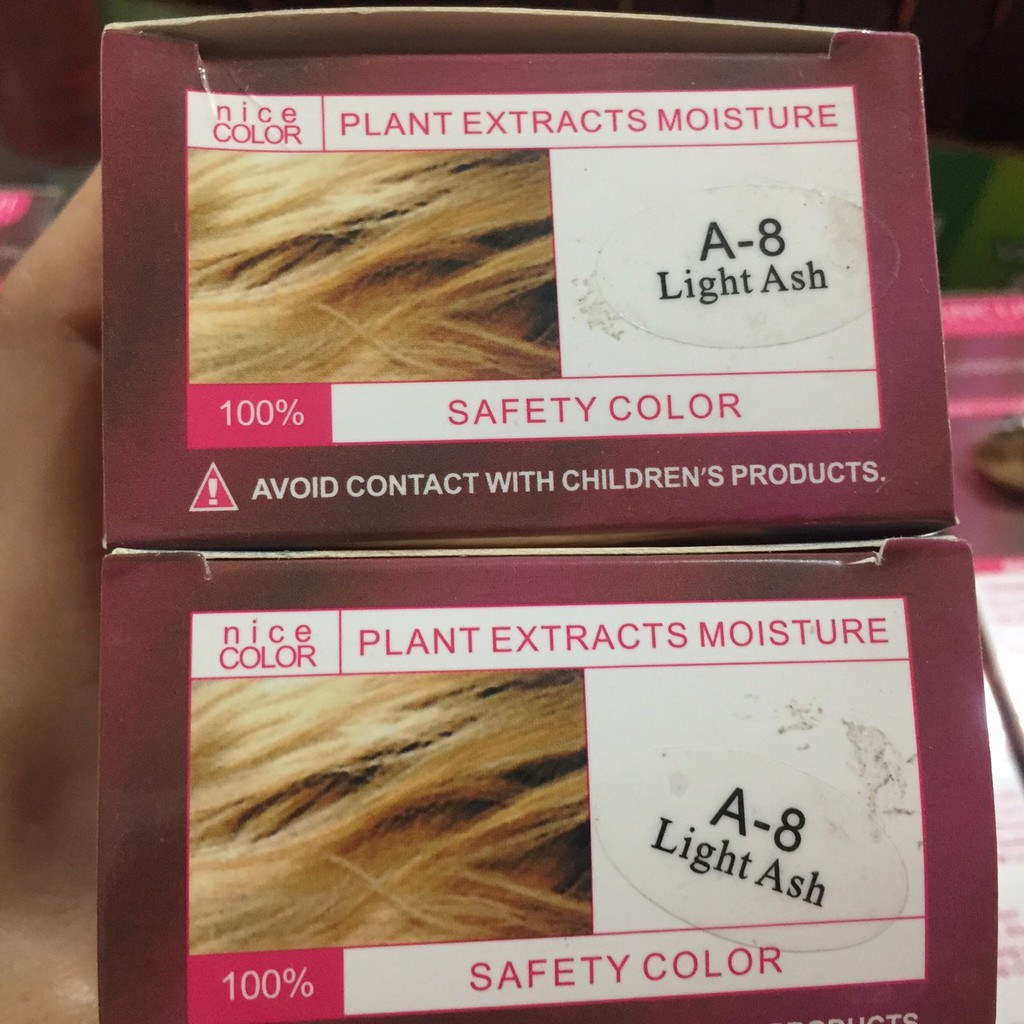 nice
COLOR
PLANT EXTRACTS MOISTURE
A-8
Light Ash
100%
SAFETY COLOR
AVOID CONTACT WITH CHILDREN'S PRODUCTS.
nice
COLOR
PLANT EXTRACTS MOISTURE
A-8
Light Ash
100%
SAFETY COLOR
PRODUCTS